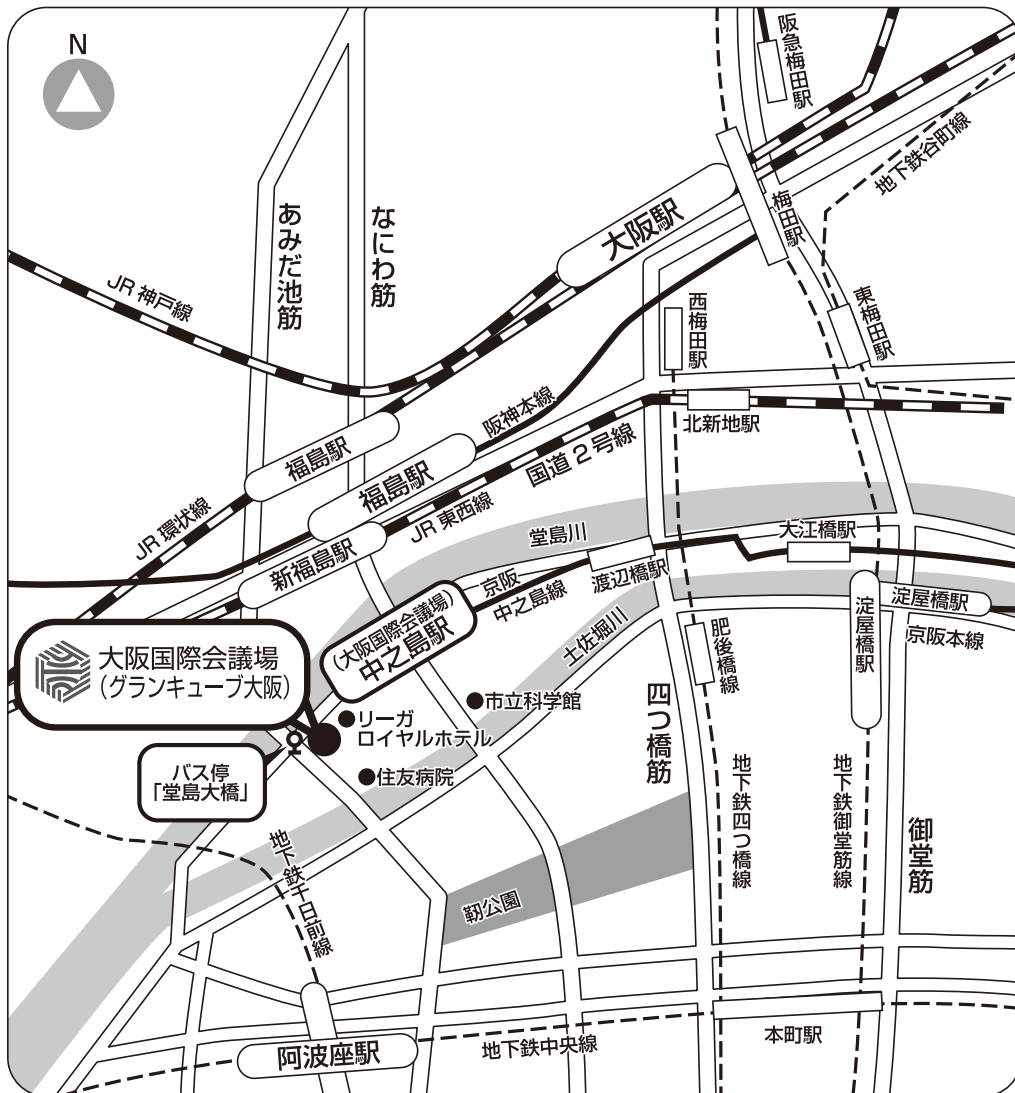 N
阪急梅田駅
地下鉄谷町線
大阪駅
梅田駅
あみだ池筋
なにわ筋
JR 神戸線
西梅田駅
東梅田駅
阪神本線
北新地駅
福島駅
福島駅
国道2号線
JR 環状線
JR 東西線
新福島駅
堂島川
大江橋駅
渡辺橋駅
京阪
中之島線
(大阪国際会議場)
中之島駅
淀屋橋駅
淀屋橋駅
京阪本線
土佐堀川
肥後橋線
大阪国際会議場
(グランキューブ大阪)
市立科学館
リーガ
ロイヤルホテル
四つ橋筋
バス停
「堂島大橋」
住友病院
地下鉄四つ橋線
地下鉄御堂筋線
御堂筋
地下鉄千日前線
靭公園
本町駅
阿波座駅
地下鉄中央線